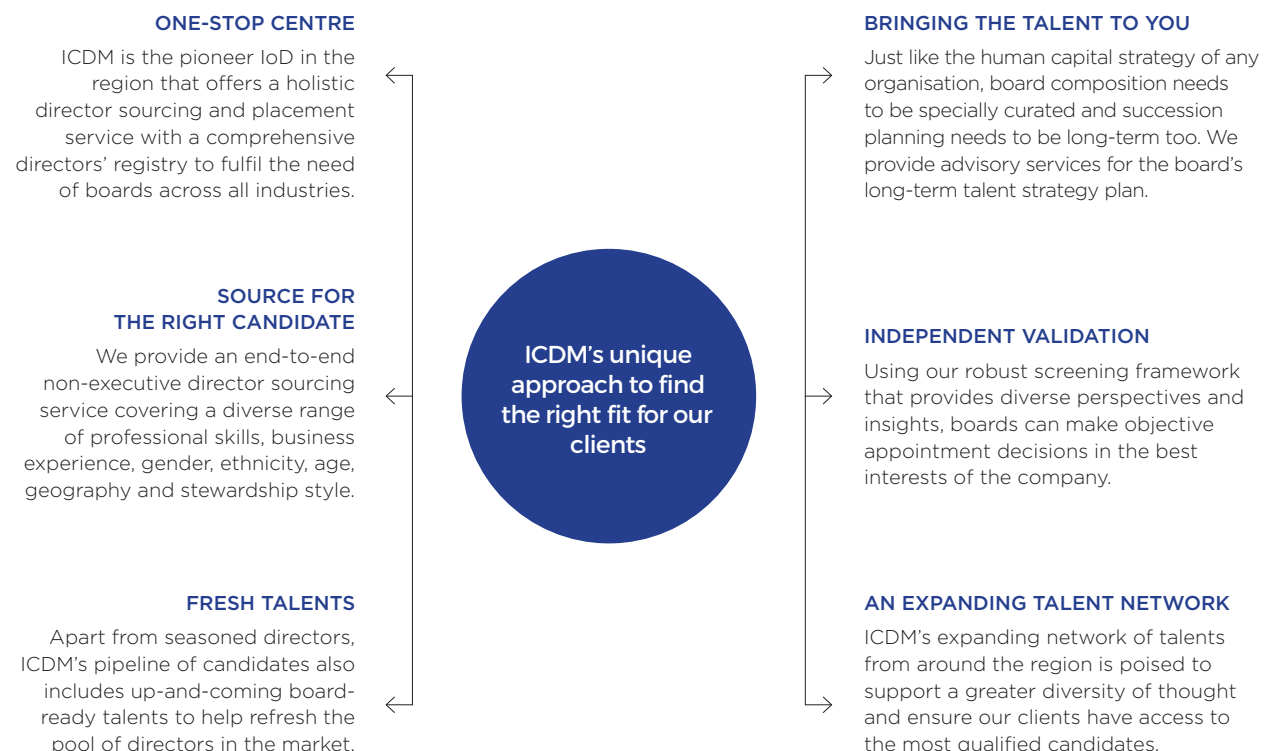 ONE-STOP CENTRE
ICDM is the pioneer IoD in the
region that offers a holistic
director sourcing and placement
service with a comprehensive
directors’ registry to fulfil the need
of boards across all industries.
SOURCE FOR
THE RIGHT CANDIDATE
We provide an end-to-end
non-executive director sourcing
service covering a diverse range
of professional skills, business
experience, gender, ethnicity, age,
geography and stewardship style.
FRESH TALENTS
Apart from seasoned directors,
ICDM’s pipeline of candidates also
includes up-and-coming board-
ready talents to help refresh the
pool of directors in the market.
ICDM’s unique
approach to find
the right fit for our
clients
BRINGING THE TALENT TO YOU
Just like the human capital strategy of any
organisation, board composition needs
to be specially curated and succession
planning needs to be long-term too. We
provide advisory services for the board’s
long-term talent strategy plan.
INDEPENDENT VALIDATION
Using our robust screening framework
that provides diverse perspectives and
insights, boards can make objective
appointment decisions in the best
interests of the company.
AN EXPANDING TALENT NETWORK
ICDM’s expanding network of talents
from around the region is poised to
support a greater diversity of thought
and ensure our clients have access to
the most qualified candidates.